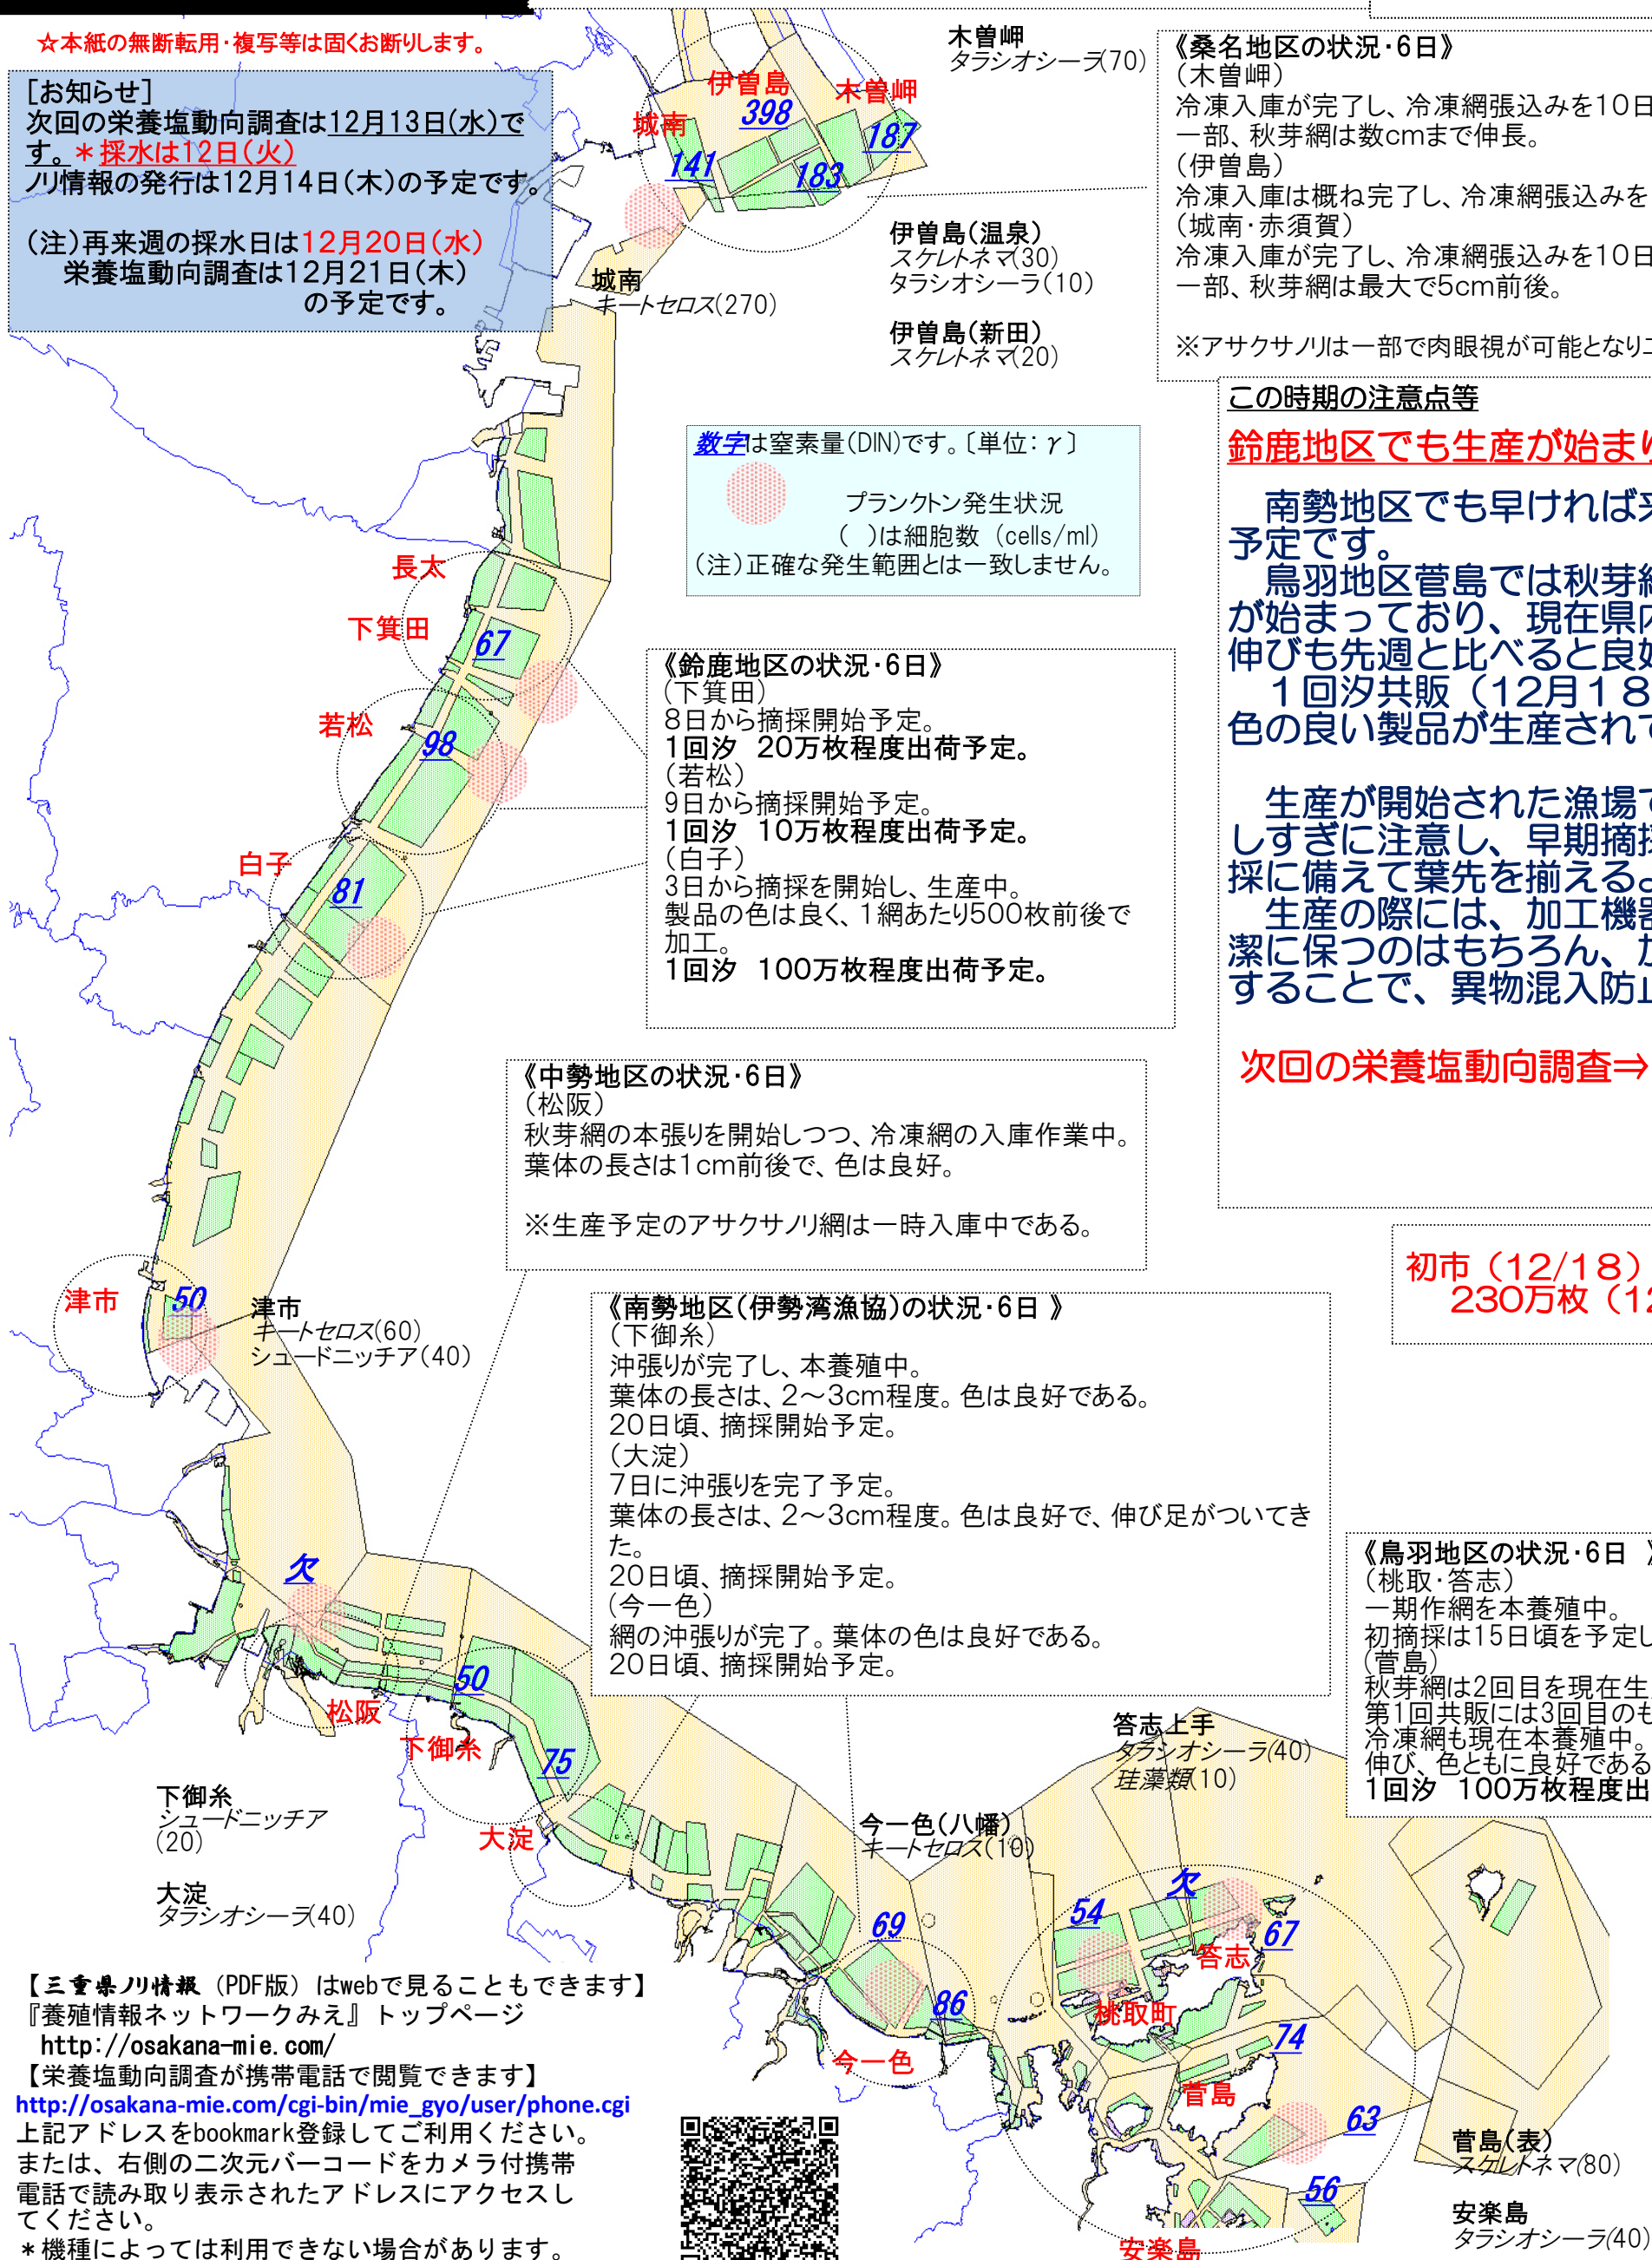 ☆本紙の無断転用・複写等は固くお断りします。
[お知らせ]
次回の栄養塩動向調査は12月13日(水)で
す。＊採水は12日(火)
ノリ情報の発行は12月14日(木)の予定です。
(注)再来週の採水日は12月20日(水)
栄養塩動向調査は12月21日(木)
の予定です。
木曽岬
タラシオシーラ(70)
伊曽島
398
木曽岬
187
城南
141
183
城南
キートセロス(270)
伊曽島(温泉)
スケレトネマ(30)
タラシオシーラ(10)
伊曽島(新田)
スケレトネマ(20)
《桑名地区の状況・6日》
(木曽岬)
冷凍入庫が完了し、冷凍網張込みを10日
一部、秋芽網は数cmまで伸長。
(伊曽島)
冷凍入庫は概ね完了し、冷凍網張込みを
(城南・赤須賀)
冷凍入庫が完了し、冷凍網張込みを10日
一部、秋芽網は最大で5cm前後。
※アサクサノリは一部で肉眼視が可能となり
数字は窒素量(DIN)です。〔単位：γ〕
プランクトン発生状況
( )は細胞数 (cells/ml)
(注)正確な発生範囲とは一致しません。
この時期の注意点等
鈴鹿地区でも生産が始まり
南勢地区でも早ければ来
予定です。
鳥羽地区菅島では秋芽網
が始まっており、現在県内
伸びも先週と比べると良好
１回汐共販（12月１８
色の良い製品が生産されて
生産が開始された漁場で
しすぎに注意し、早期摘採
採に備えて葉先を揃えるよ
生産の際には、加工機器
潔に保つのはもちろん、加
することで、異物混入防止
次回の栄養塩動向調査⇒
長太
下箕田
67
若松
98
白子
81
《鈴鹿地区の状況・6日》
(下箕田)
8日から摘採開始予定。
1回汐 20万枚程度出荷予定。
(若松)
9日から摘採開始予定。
1回汐 10万枚程度出荷予定。
(白子)
3日から摘採を開始し、生産中。
製品の色は良く、1網あたり500枚前後で
加工。
1回汐 100万枚程度出荷予定。
《中勢地区の状況・6日》
(松阪)
秋芽網の本張りを開始しつつ、冷凍網の入庫作業中。
葉体の長さは1cm前後で、色は良好。
※生産予定のアサクサノリ網は一時入庫中である。
初市（12/１８）
230万枚（12
津市
50
津市
キートセロス(60)
シュードニッチア(40)
《南勢地区(伊勢湾漁協)の状況・6日 》
(下御糸)
沖張りが完了し、本養殖中。
葉体の長さは、2～3cm程度。色は良好である。
20日頃、摘採開始予定。
(大淀)
7日に沖張りを完了予定。
葉体の長さは、2～3cm程度。色は良好で、伸び足がついてき
た。
20日頃、摘採開始予定。
(今一色)
網の沖張りが完了。葉体の色は良好である。
20日頃、摘採開始予定。
《鳥羽地区の状況・6日 》
(桃取・答志)
一期作網を本養殖中。
初摘採は15日頃を予定し
(菅島)
秋芽網は2回目を現在生
第1回共販には3回目のも
冷凍網も現在本養殖中。
伸び、色ともに良好である
1回汐 100万枚程度出
欠
松阪
50
下御糸
75
大淀
下御糸
シュードニッチア
(20)
大淀
タラシオシーラ(40)
答志上手
タラシオシーラ(40)
珪藻類(10)
今一色(八幡)
キートセロス(10)
69
86
今一色
54
欠
67
答志
桃取町
74
菅島
63
56
安楽島
菅島(表)
スケレトネマ(80)
安楽島
タラシオシーラ(40)
【三重県ノリ情報（PDF版）はwebで見ることもできます】
『養殖情報ネットワークみえ』トップページ
http://osakana-mie.com/
【栄養塩動向調査が携帯電話で閲覧できます】
http://osakana-mie.com/cgi-bin/mie_gyo/user/phone.cgi
上記アドレスをbookmark登録してご利用ください。
または、右側の二次元バーコードをカメラ付携帯
電話で読み取り表示されたアドレスにアクセスし
てください。
＊機種によっては利用できない場合があります。